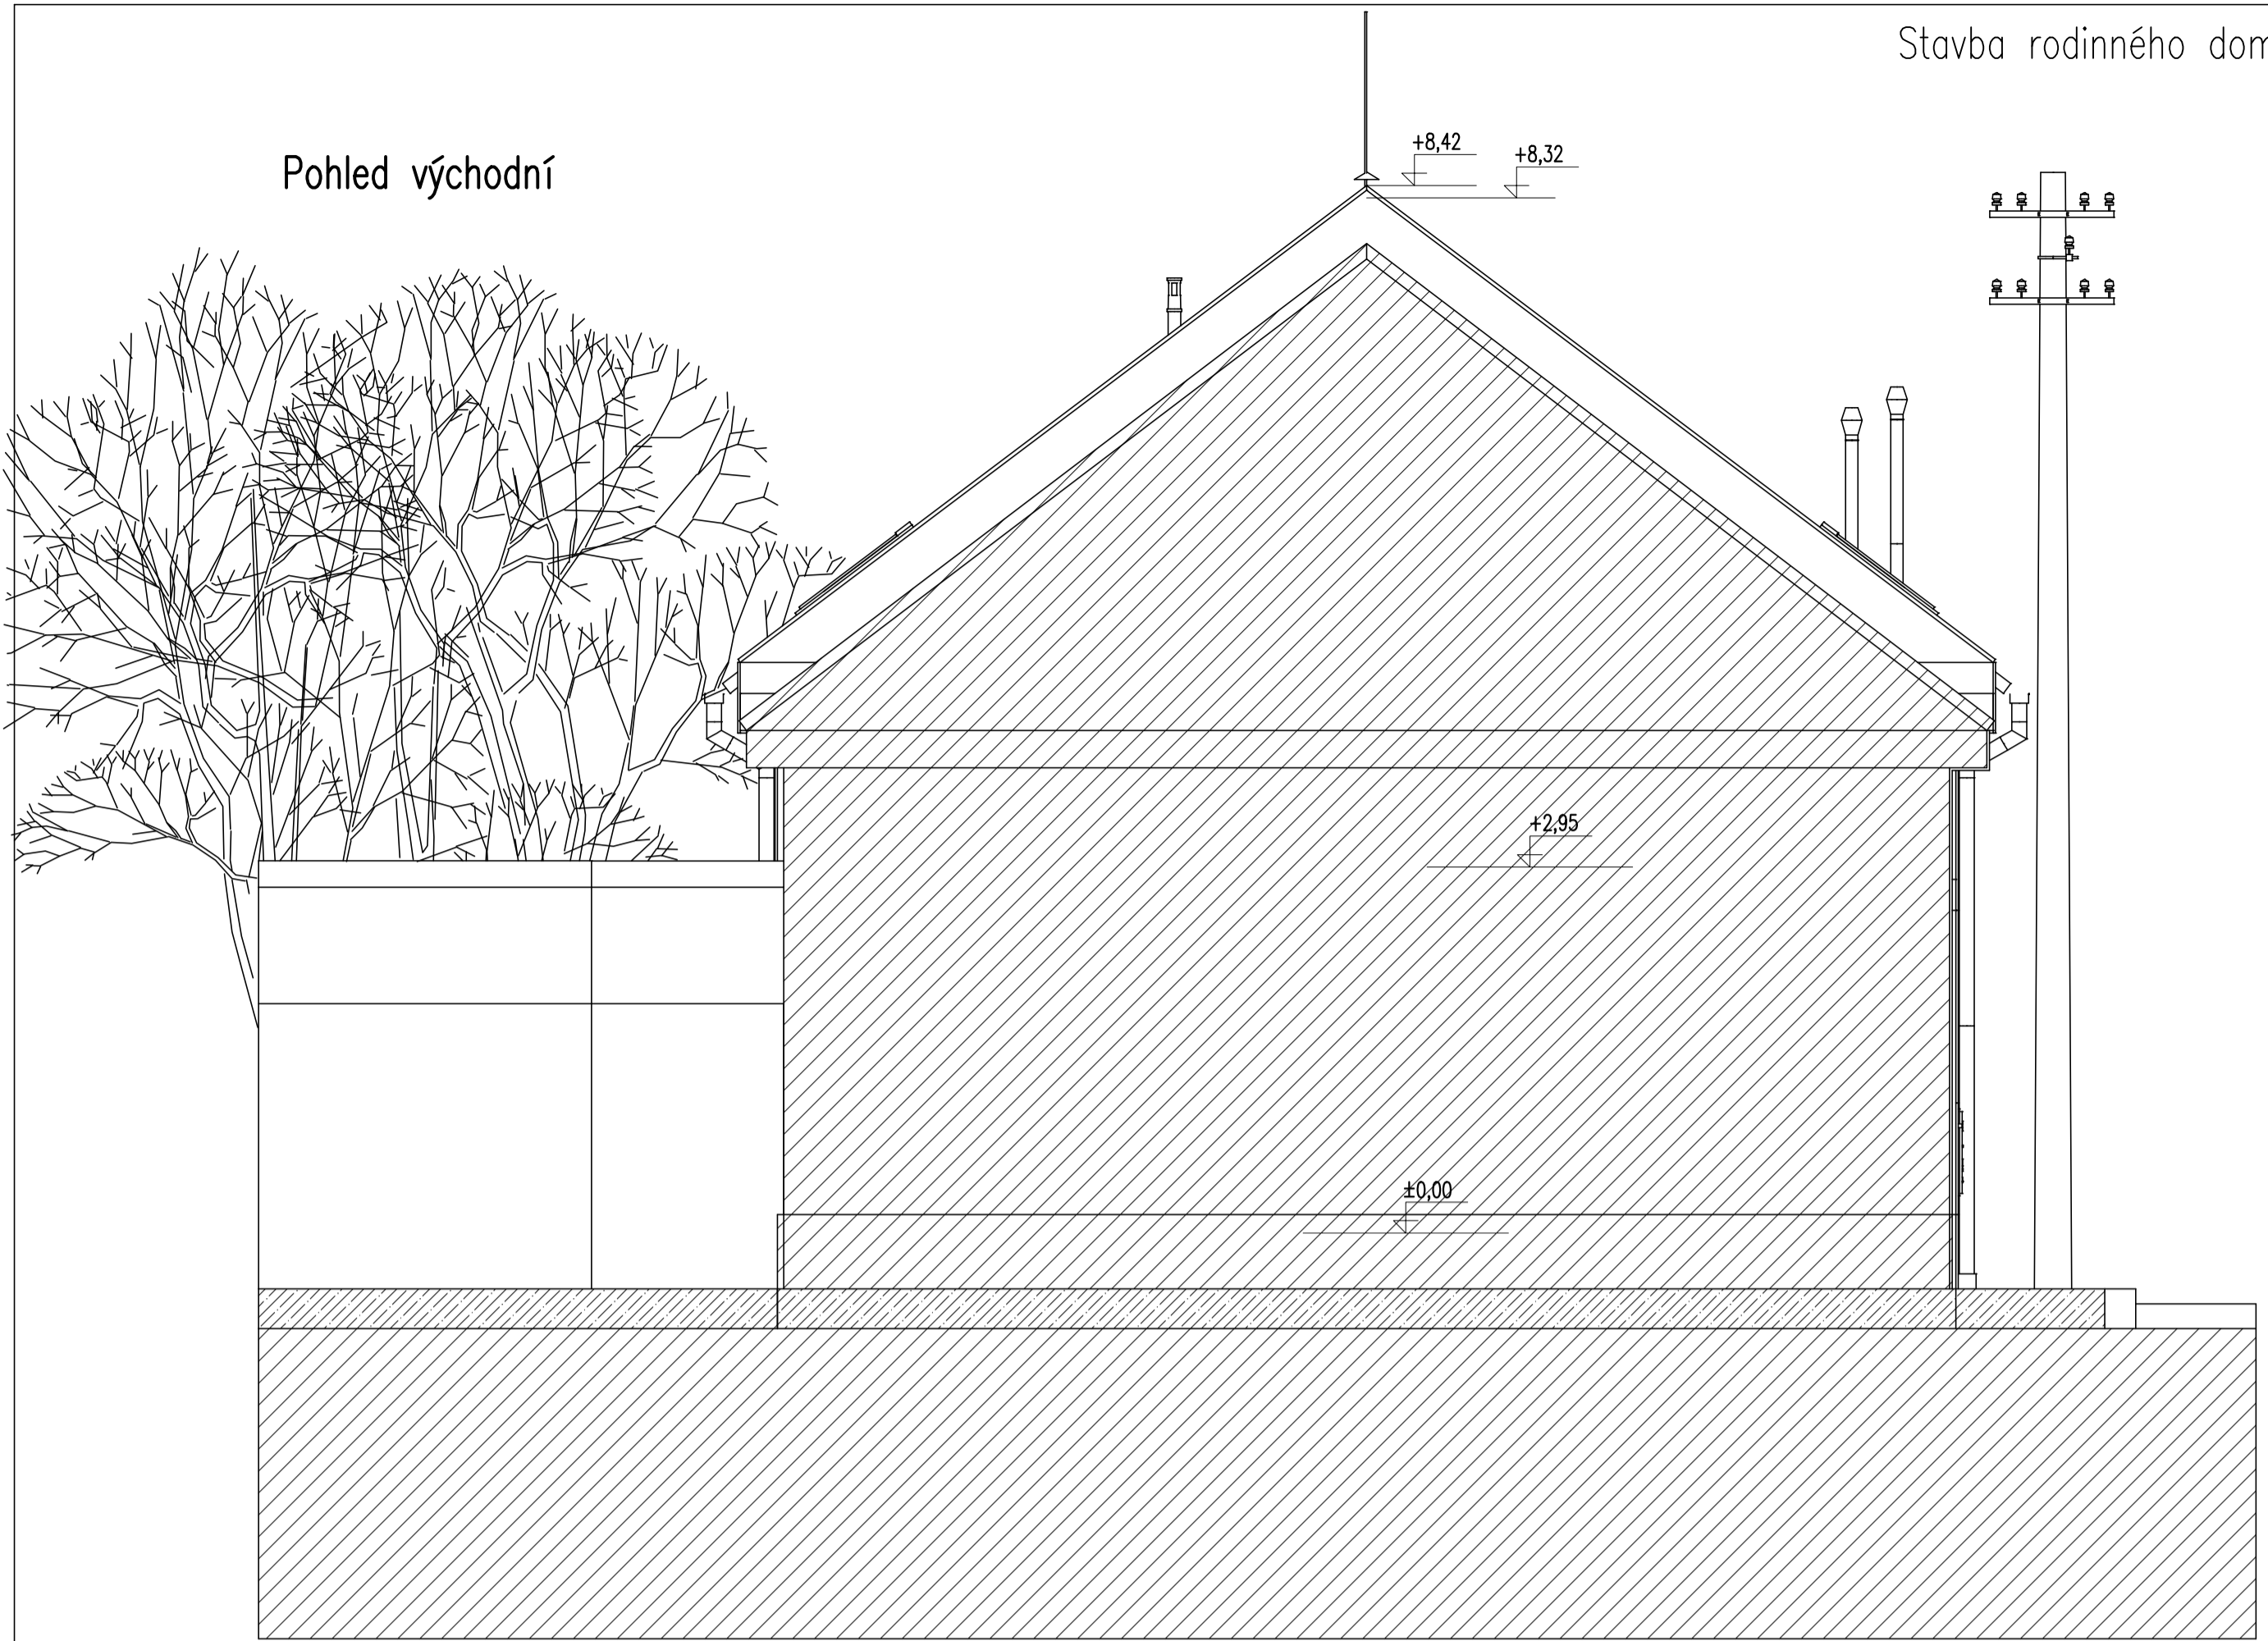 Stavba rodinného dom
Pohled východní
+8,42
+8,32
+2,95
±0,00